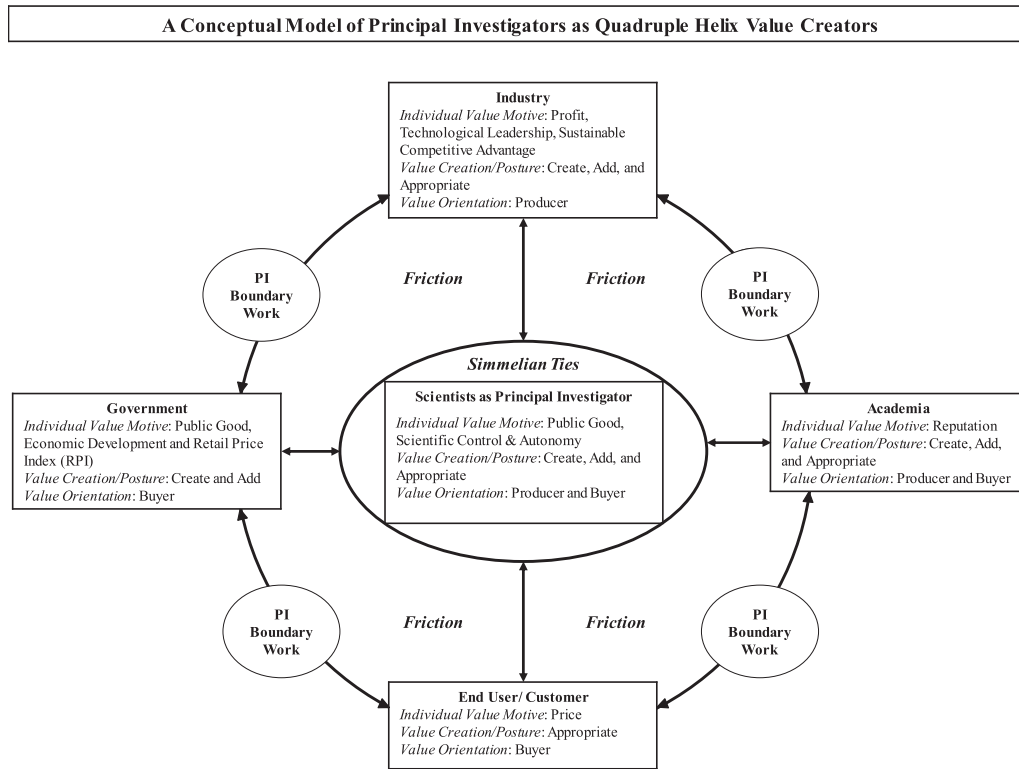 A Conceptual Model of Principal Investigators as Quadruple Helix Value Creators
Industry
Individual Value Motive: Profit,
Technological Leadership, Sustainable
Competitive Advantage
Value Creation/Posture: Create, Add, and
Appropriate
Value Orientation: Producer
PI
Boundary
Work
Friction
Friction
PI
Boundary
Work
Simmelian Ties
Scientists as Principal Investigator
Individual Value Motive: Public Good,
Scientific Control & Autonomy
Value Creation/Posture: Create, Add, and
Appropriate
Value Orientation: Producer and Buyer
Government
Individual Value Motive: Public Good,
Economic Development and Retail Price
Index (RPI)
Value Creation/Posture: Create and Add
Value Orientation: Buyer
Academia
Individual Value Motive: Reputation
Value Creation/Posture: Create, Add,
and Appropriate
Value Orientation: Producer and Buyer
PI
Boundary
Work
Friction
Friction
PI
Boundary
Work
End User/ Customer
Individual Value Motive: Price
Value Creation/Posture: Appropriate
Value Orientation: Buyer